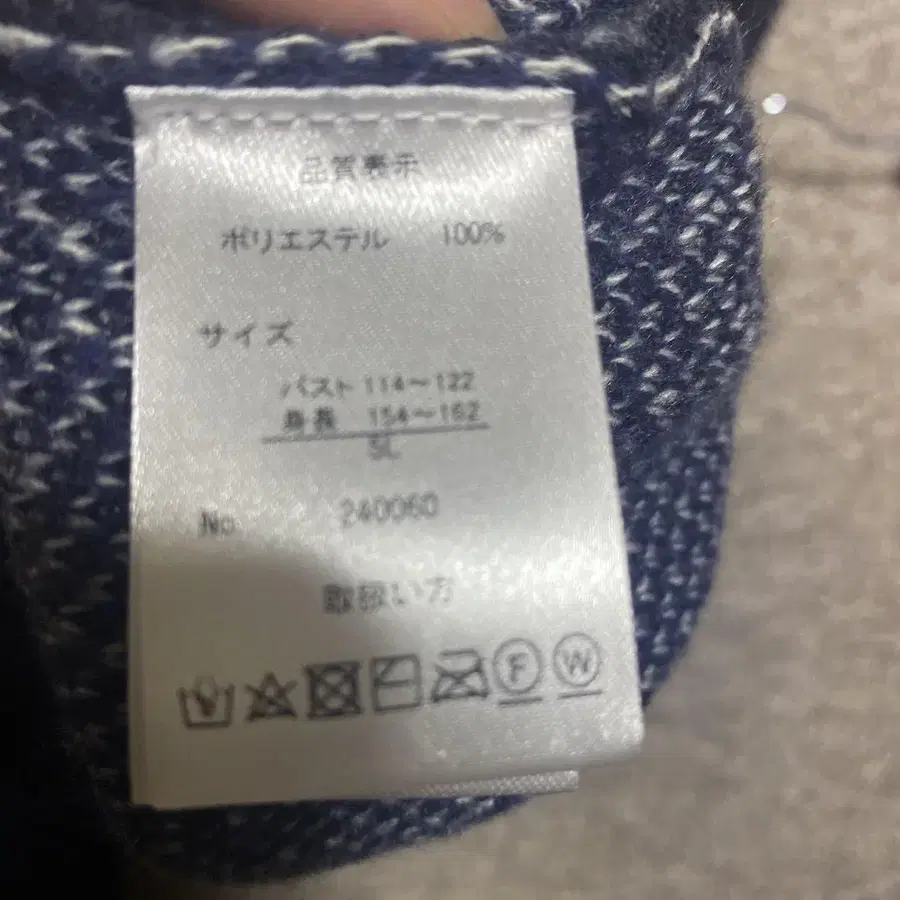 品質表示
ポリエステル 100%
サイズ
バスト 114～122
身長 154～162
5L
No 240060
取扱い方
F W